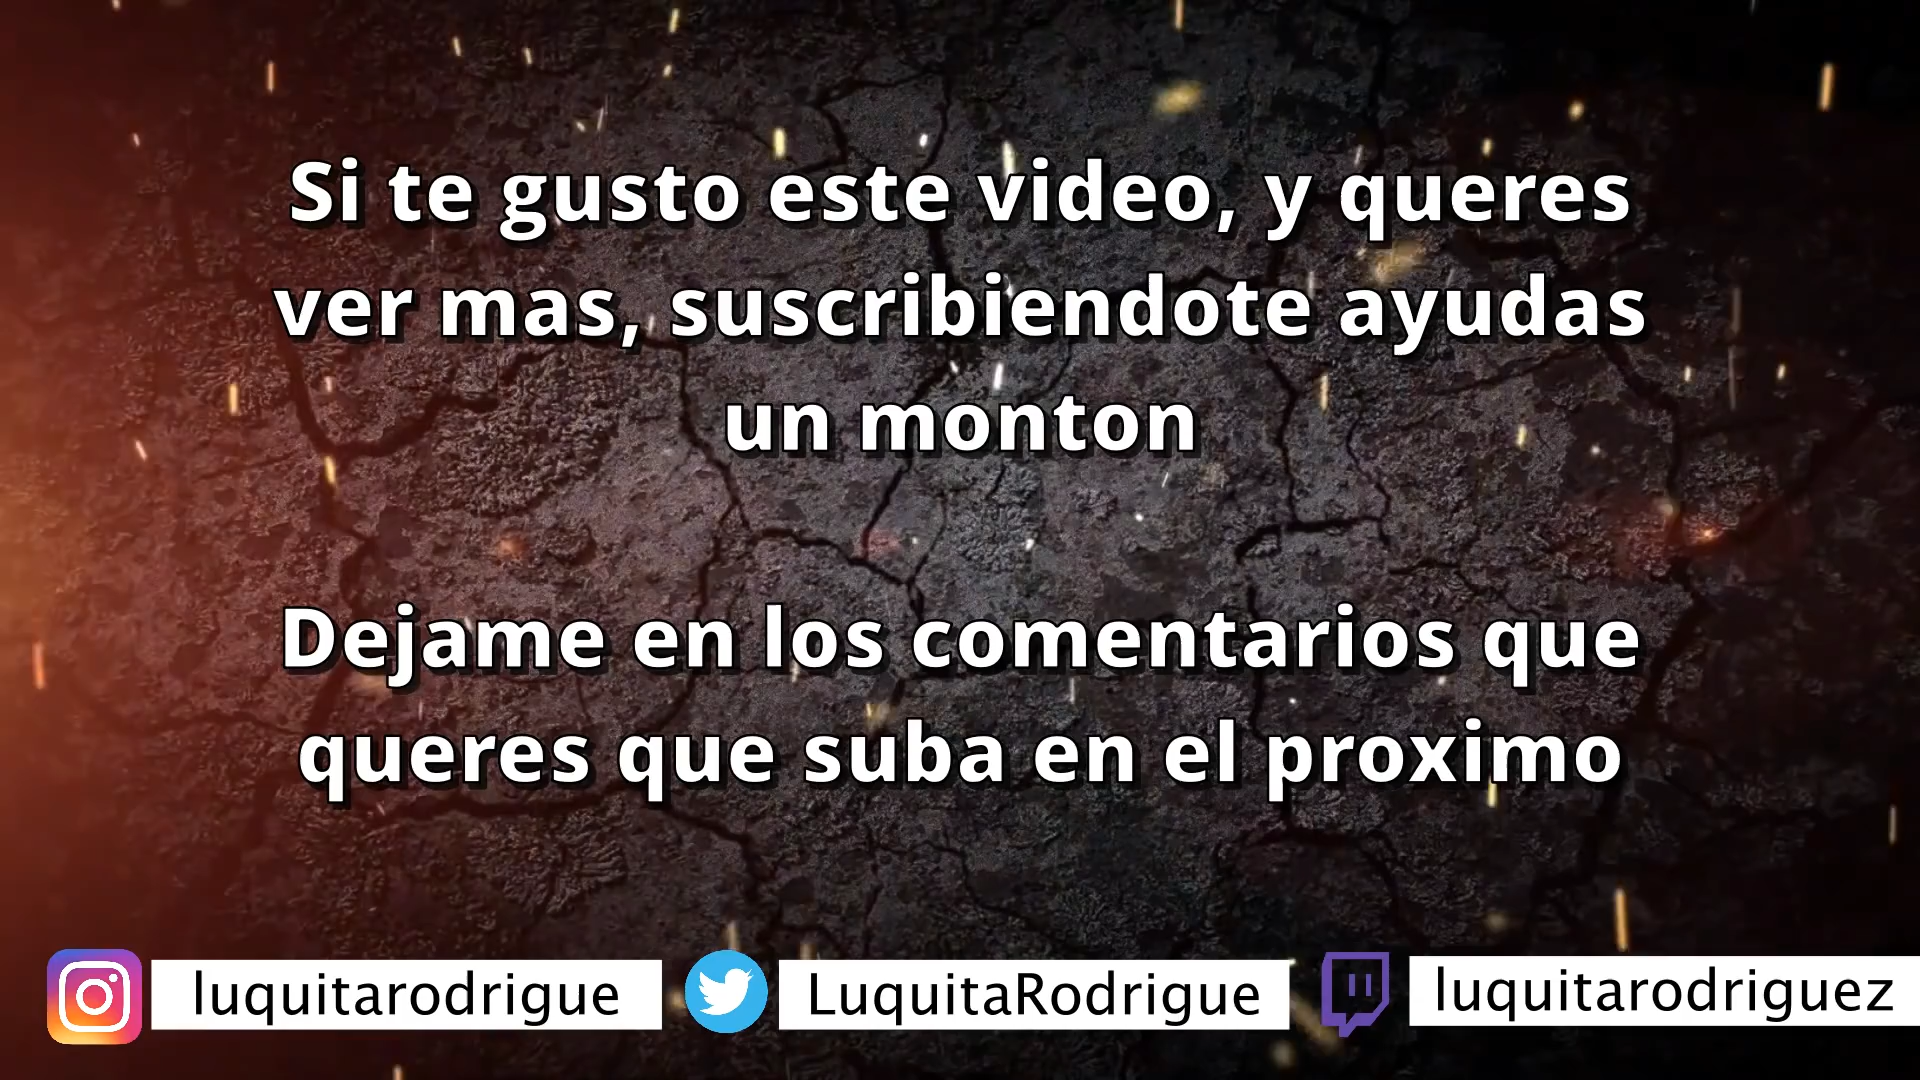 Si te gusto este video, y queres
ver mas, suscribiendote ayudas
un monton
Dejame en los comentarios que
queres que suba en el proximo
luquitarodrigue
LuquitaRodrigue
luquitarodriguez